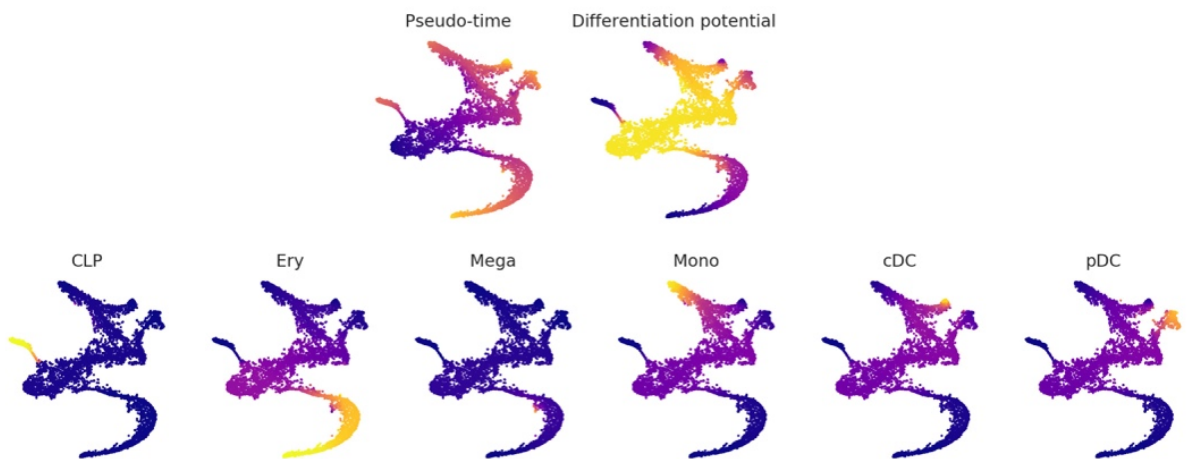 Pseudo-time Differentiation potential
CLP Ery Mega Mono cDC pDC